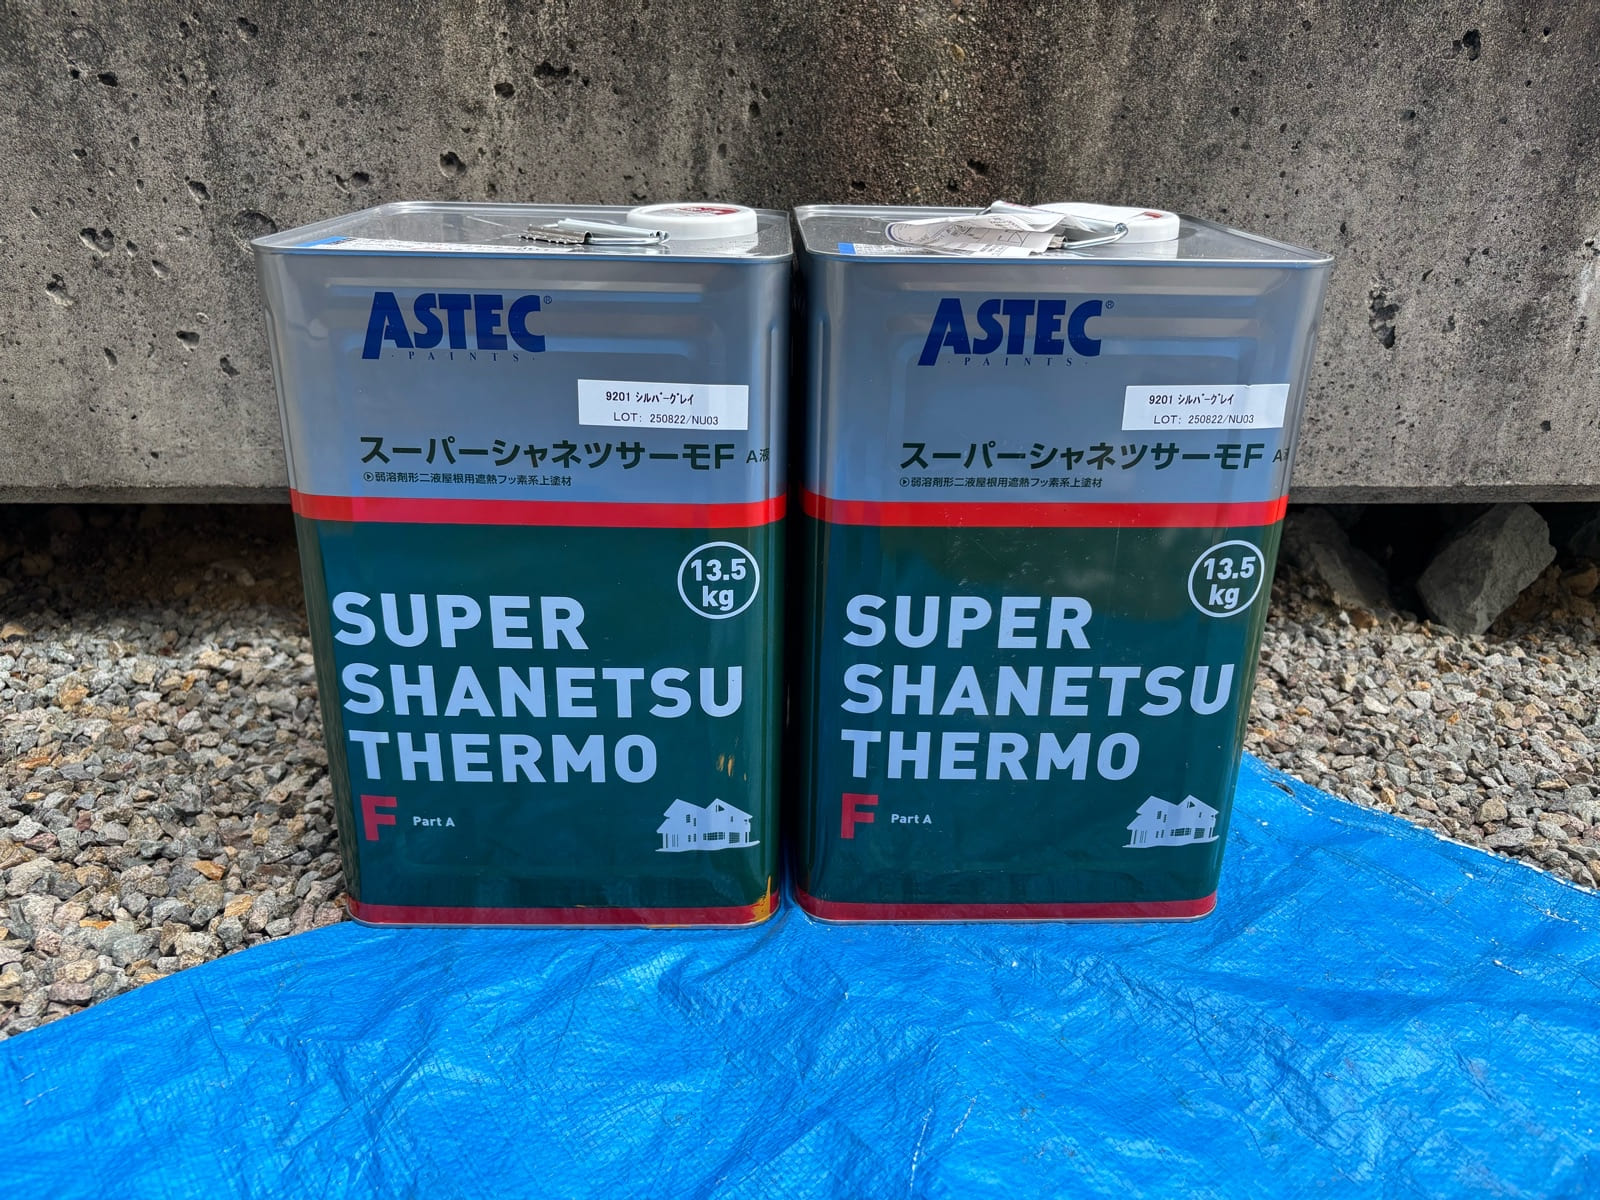 ASTEC®
·PAINTS·
9201 シルバーグレイ
LOT: 250822/NU03
スーパーシャネツサーモF A液
弱溶剤形二液屋根用遮熱フッ素系上塗材
13.5
kg
SUPER
SHANETSU
THERMO
F Part A
ASTEC®
·PAINTS·
9201 シルバーグレイ
LOT: 250822/NU03
スーパーシャネツサーモF A
弱溶剤形二液屋根用遮熱フッ素系上塗材
13.5
kg
SUPER
SHANETSU
THERMO
F Part A